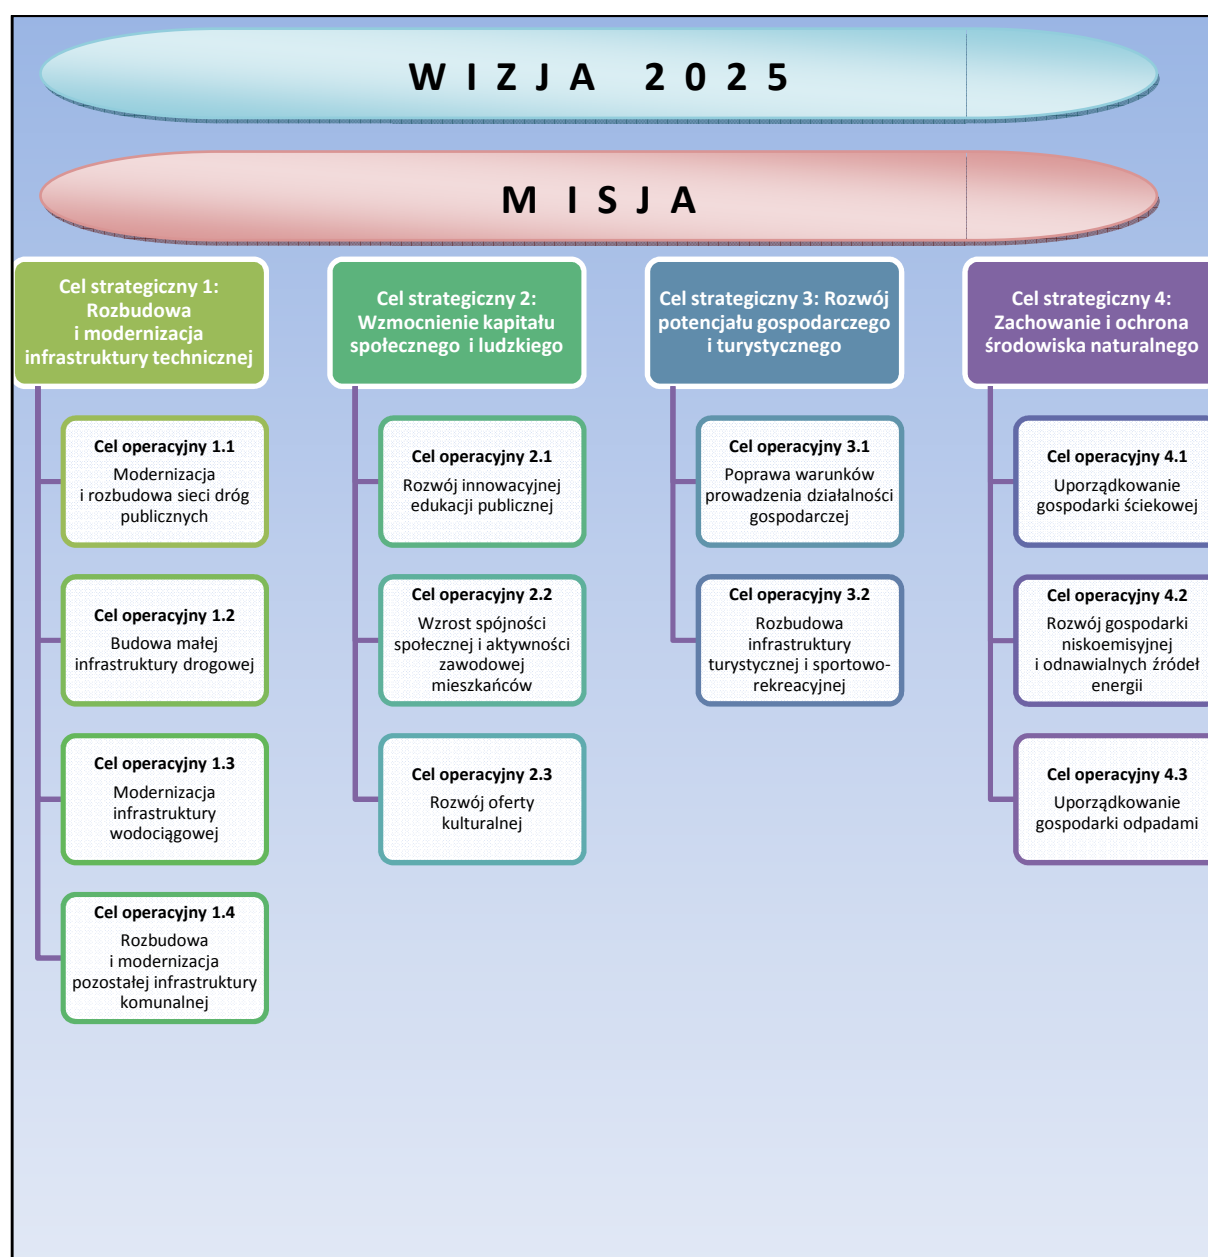 WIZJA 2025
MISJA
Cel strategiczny 1:
Rozbudowa
i modernizacja
infrastruktury technicznej
Cel operacyjny 1.1
Modernizacja
i rozbudowa sieci dróg
publicznych
Cel operacyjny 1.2
Budowa małej
infrastruktury drogowej
Cel operacyjny 1.3
Modernizacja
infrastruktury
wodociągowej
Cel operacyjny 1.4
Rozbudowa
i modernizacja
pozostałej infrastruktury
komunalnej
Cel strategiczny 2:
Wzmocnienie kapitału
społecznego i ludzkiego
Cel operacyjny 2.1
Rozwój innowacyjnej
edukacji publicznej
Cel operacyjny 2.2
Wzrost spójności
społecznej i aktywności
zawodowej
mieszkańców
Cel operacyjny 2.3
Rozwój oferty
kulturalnej
Cel strategiczny 3: Rozwój
potencjału gospodarczego
i turystycznego
Cel operacyjny 3.1
Poprawa warunków
prowadzenia działalności
gospodarczej
Cel operacyjny 3.2
Rozbudowa
infrastruktury
turystycznej i sportowo-
rekreacyjnej
Cel strategiczny 4:
Zachowanie i ochrona
środowiska naturalnego
Cel operacyjny 4.1
Uporządkowanie
gospodarki ściekowej
Cel operacyjny 4.2
Rozwój gospodarki
niskoemisyjnej
i odnawialnych źródeł
energii
Cel operacyjny 4.3
Uporządkowanie
gospodarki odpadami